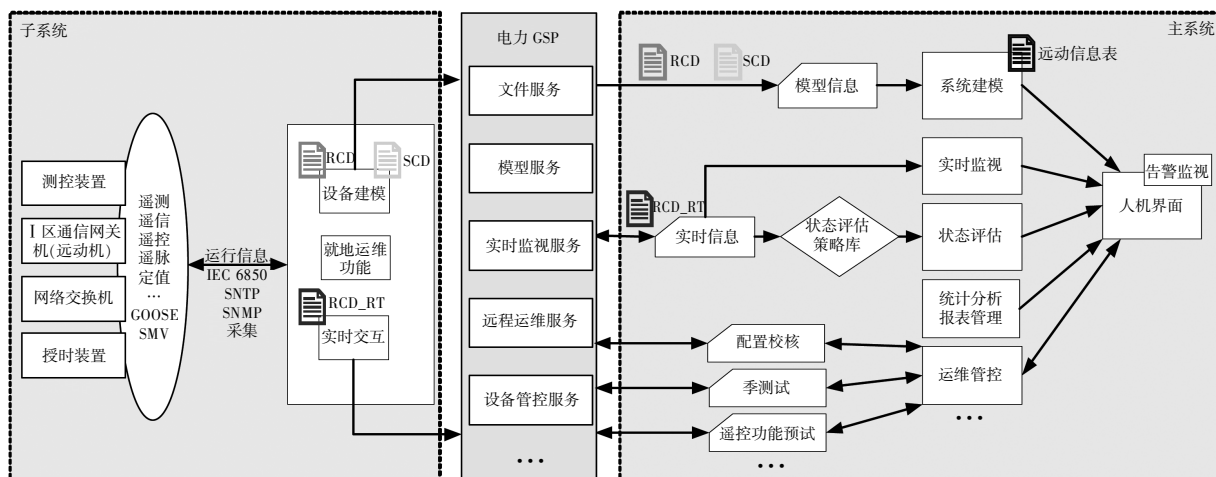 子系统
测控装置
Ⅰ区通信网关
机(远动机)
网络交换机
授时装置
遥测
遥信
遥控
遥脉
定值
…
GOOSE
SMV
运行信息
IEC 6850
SNTP
SNMP
采集
RCD
SCD
设备建模
就地运维
功能
RCD_RT
实时交互
电力 GSP
文件服务
模型服务
实时监视服务
远程运维服务
设备管控服务
…
主系统
RCD
SCD
模型信息
系统建模
远动信息表
RCD_RT
实时信息
状态评估
策略库
实时监视
状态评估
统计分析
报表管理
配置校核
季测试
遥控功能预试
…
运维管控
…
告警监视
人机界面